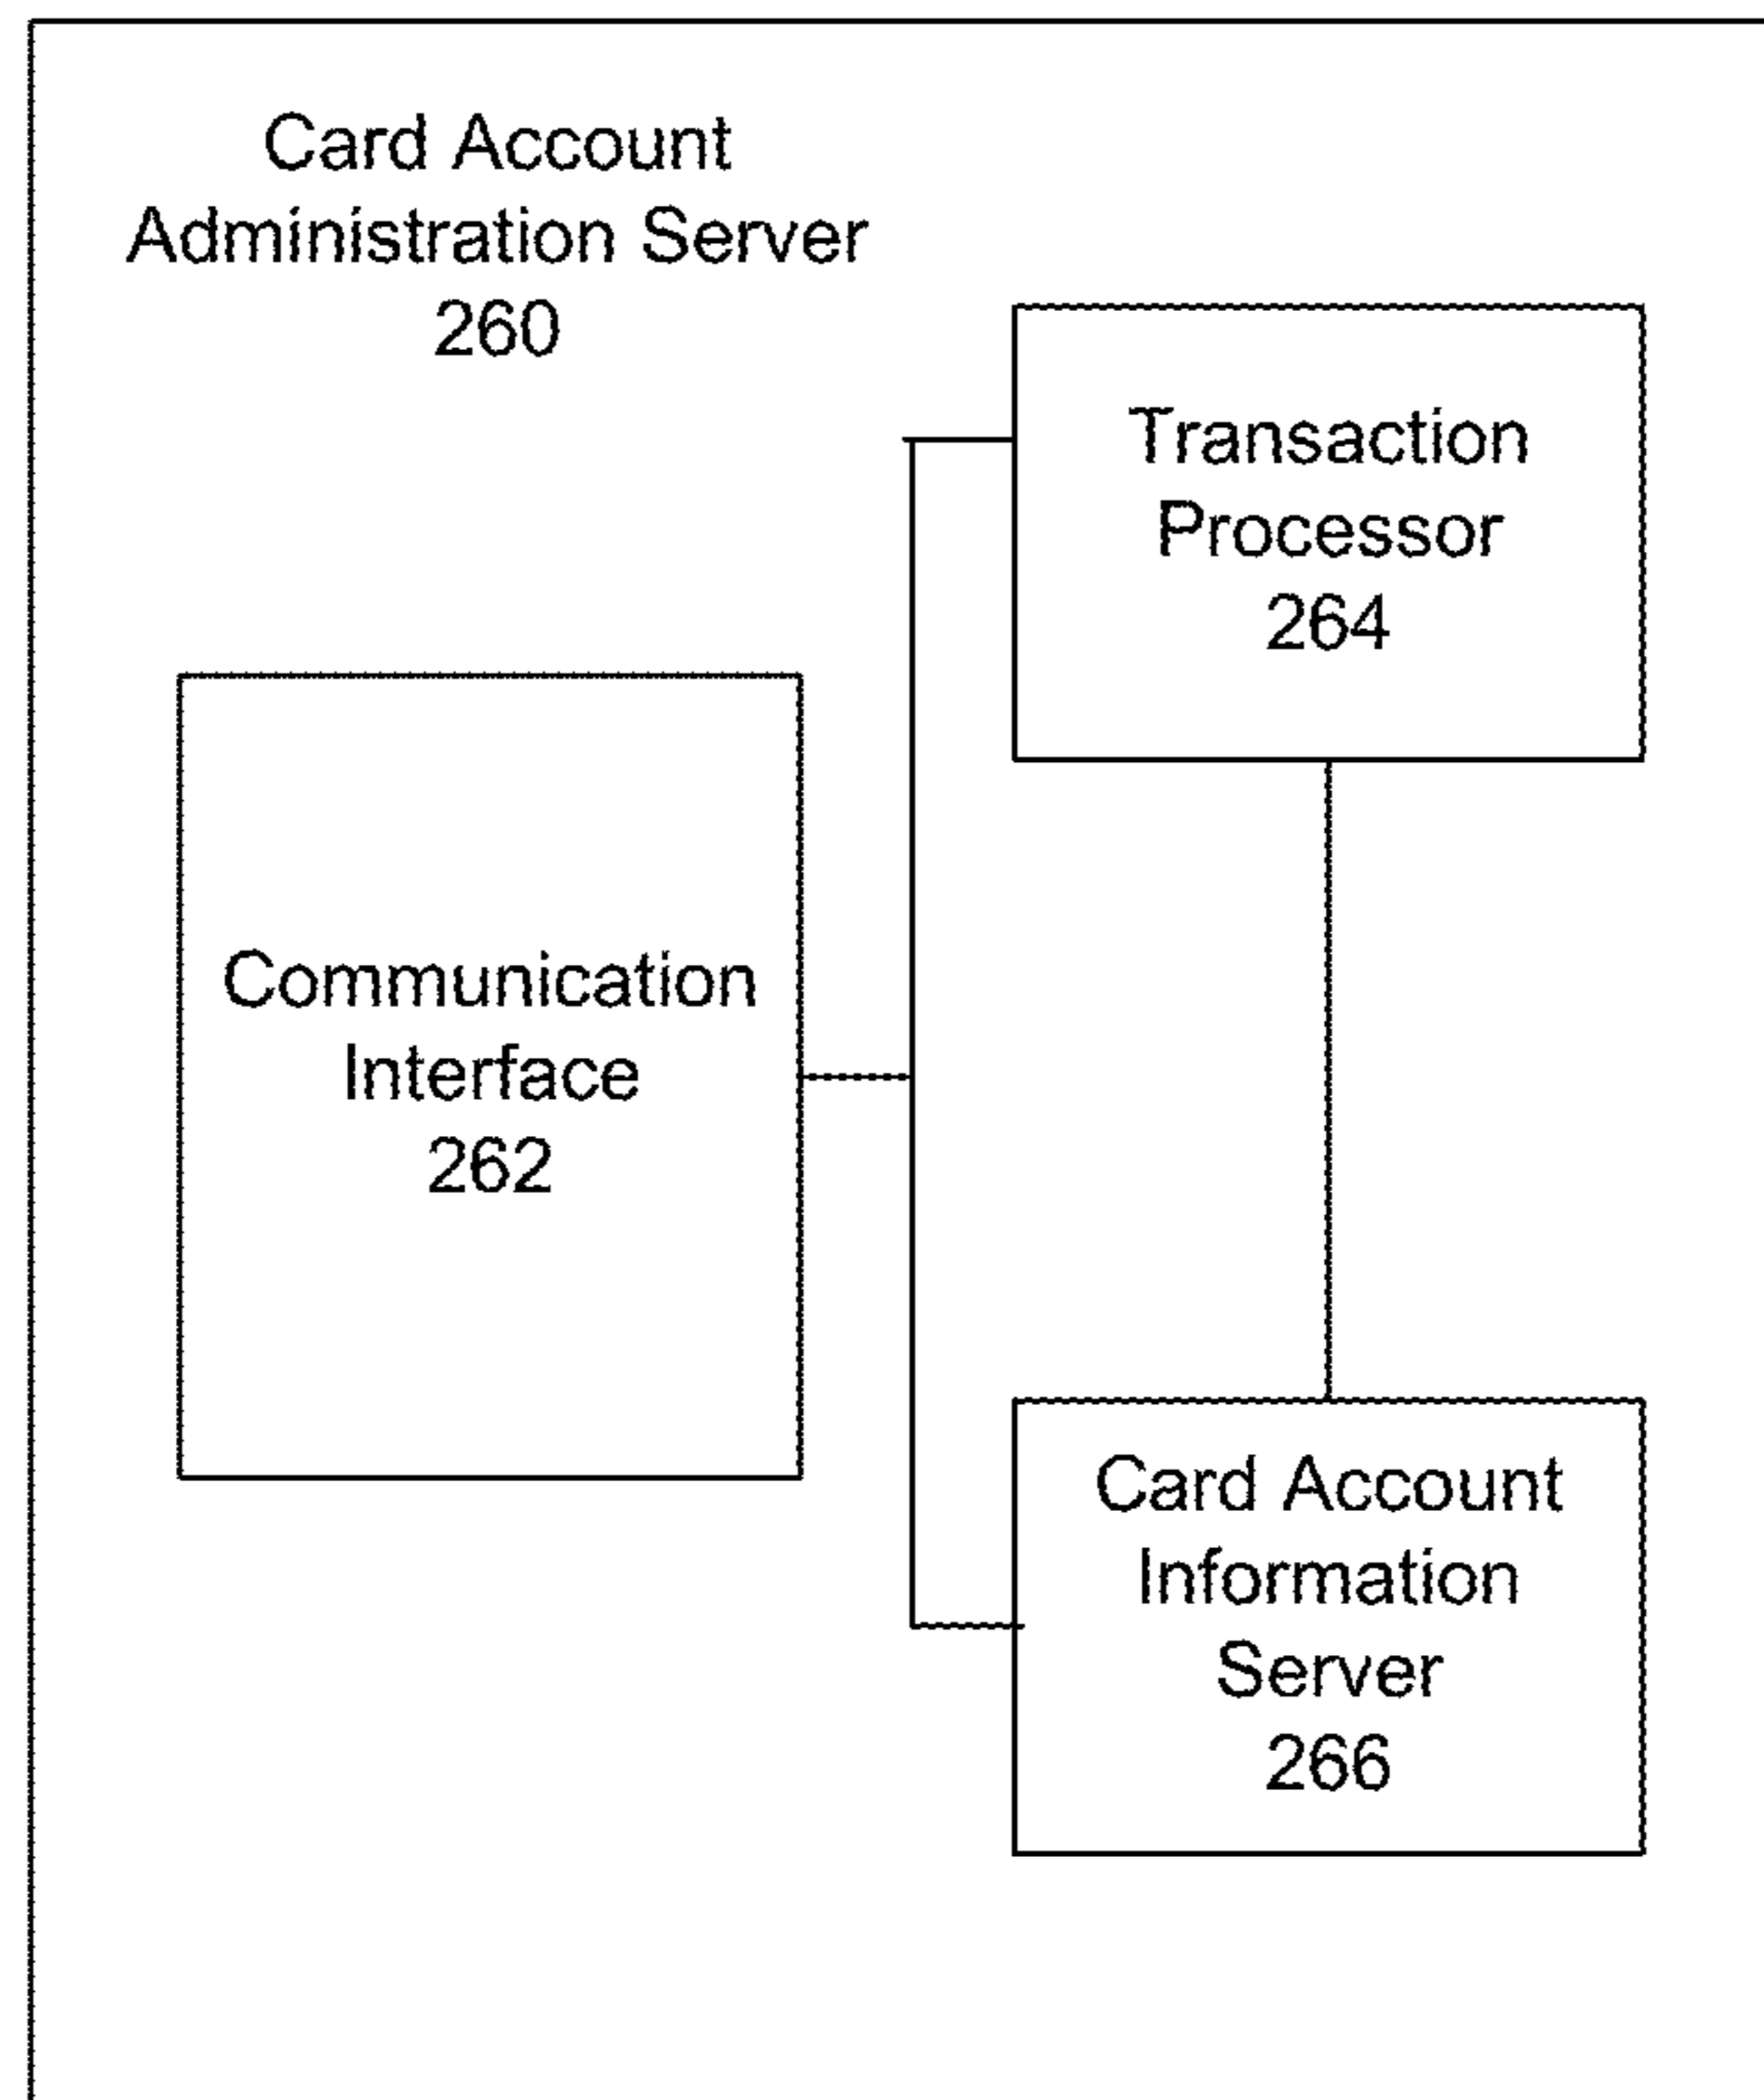 Card Account
Administration Server
260
Transaction
Processor
264
Communication
Interface
262
Card Account
Information
Server
266